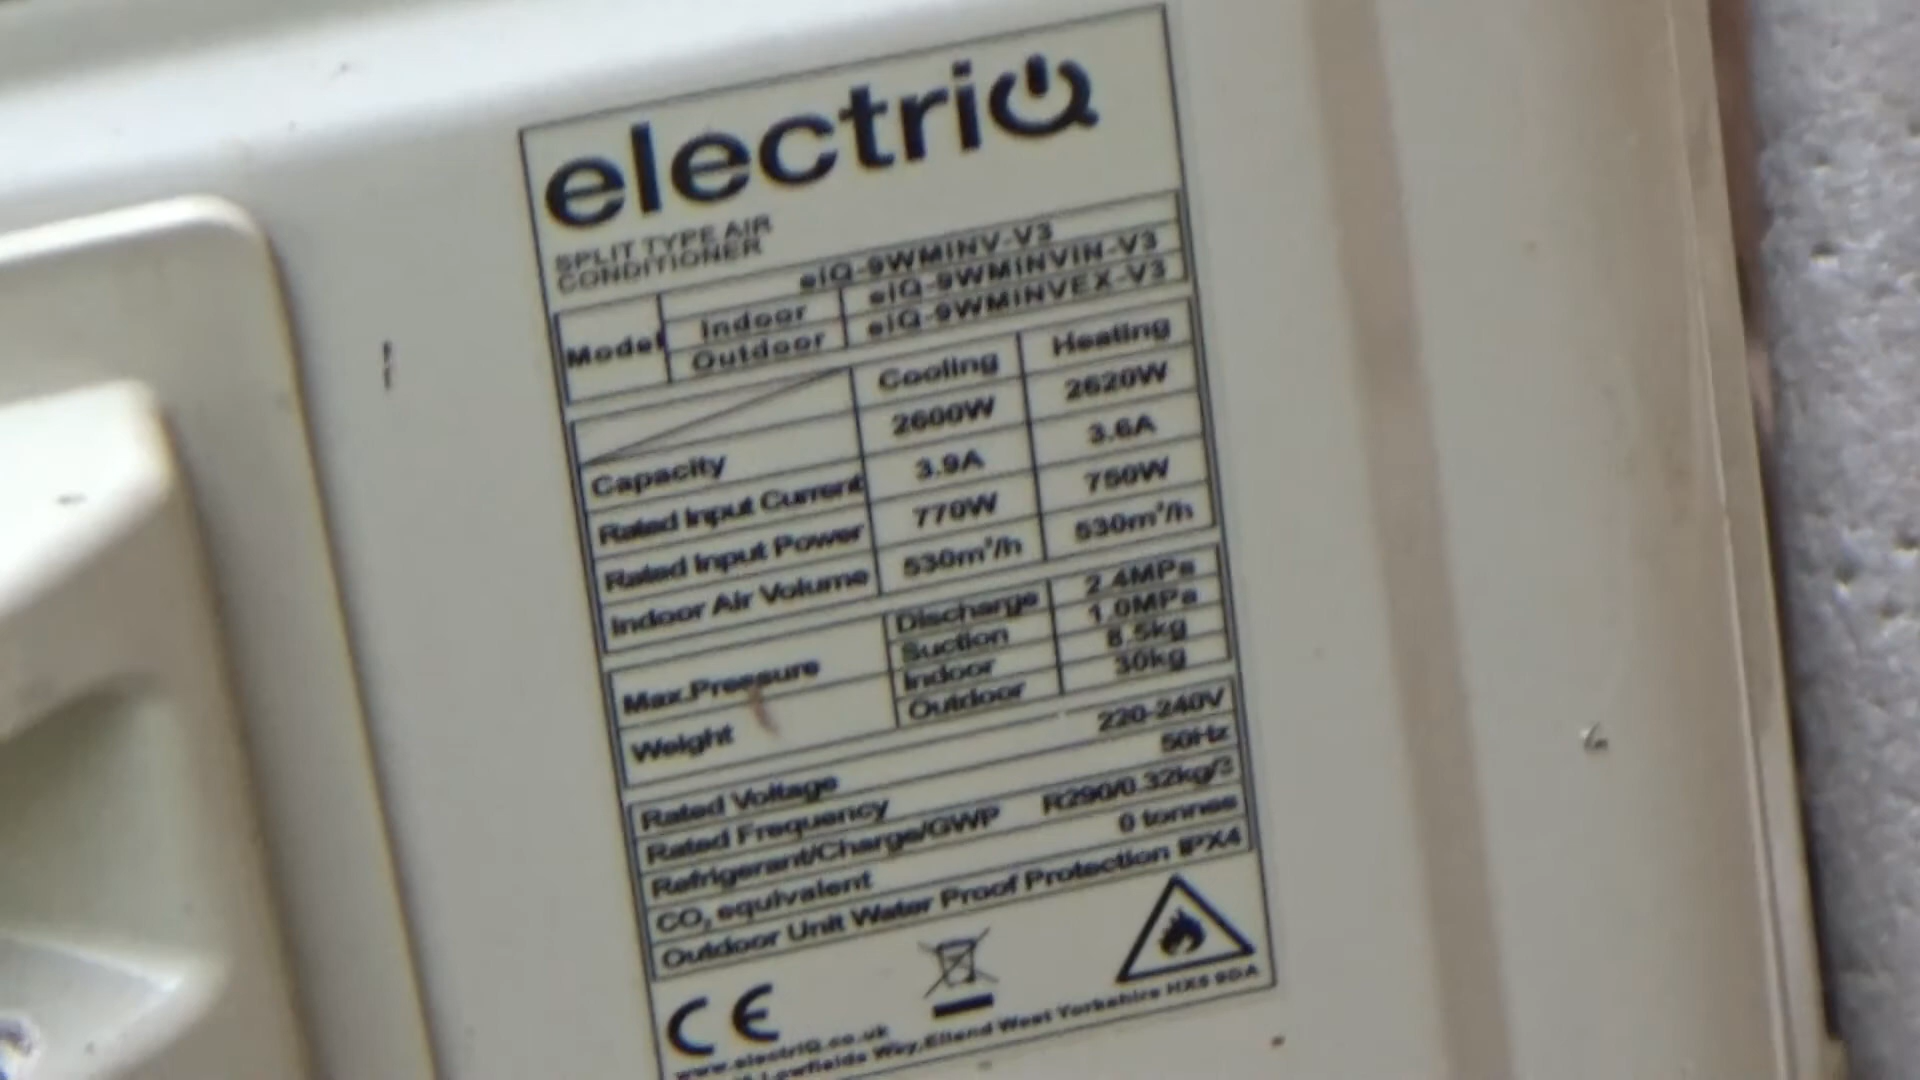 electriQ
SPLIT TYPE AIR
CONDITIONER
Model eIQ-9WMINV-V3
Indoor eIQ-9WMINVIN-V3
Outdoor eIQ-9WMINVEX-V3
Cooling Heating
Capacity 2600W 2620W
Rated Input Current 3.9A 3.6A
Rated Input Power 770W 750W
Indoor Air Volume 530m³/h 530m³/h
Max.Pressure Discharge 2.4MPa
Suction 1.0MPa
Weight Indoor 8.5kg
Outdoor 30kg
Rated Voltage 220-240V
Rated Frequency 50Hz
Refrigerant/Charge/GWP R290/0.32kg/3
CO₂ equivalent 0 tonnes
Outdoor Unit Water Proof Protection IPX4
CE
www.electriQ.co.uk
Lowfields Way,Elland West Yorkshire HX5 9DA